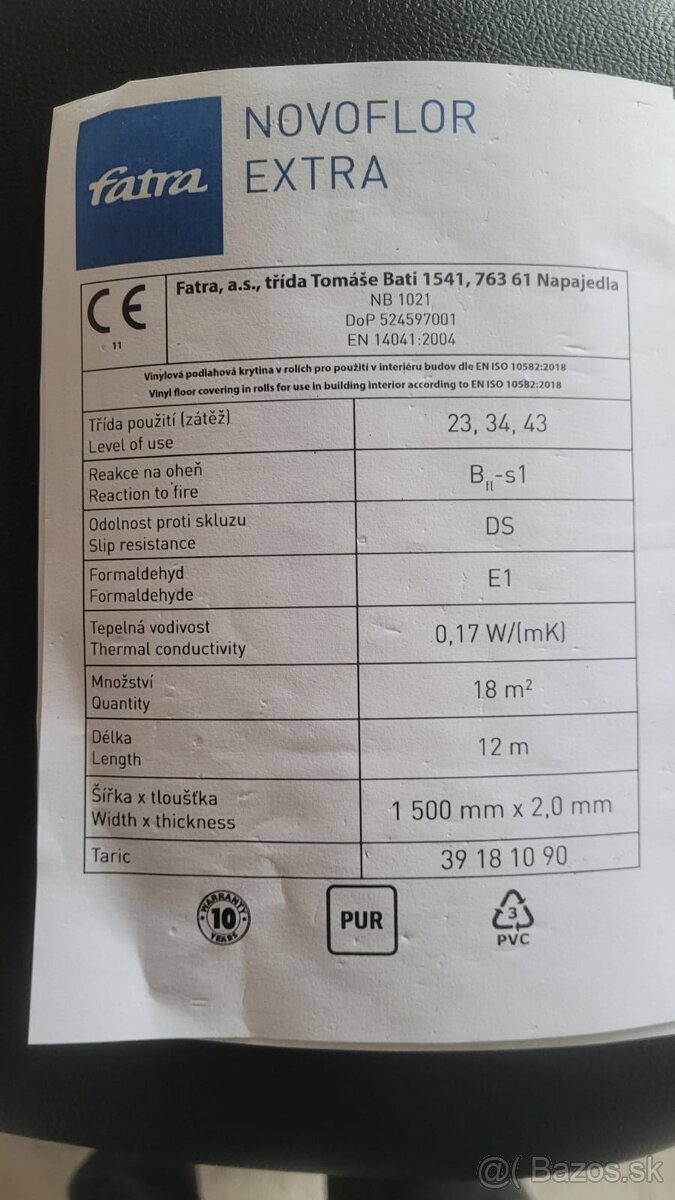 fatra
NOVOFLOR
EXTRA
CE
11
Fatra, a.s., třída Tomáše Bati 1541, 763 61 Napajedla
NB 1021
DoP 524597001
EN 14041:2004
Vinylová podlahová krytina v rolích pro použití v interiéru budov dle EN ISO 10582:2018
Vinyl floor covering in rolls for use in building interior according to EN ISO 10582:2018
Třída použití (zátěž)
Level of use
23, 34, 43
Reakce na oheň
Reaction to fire
Bfl-s1
Odolnost proti skluzu
Slip resistance
DS
Formaldehyd
Formaldehyde
E1
Tepelná vodivost
Thermal conductivity
0,17 W/(mK)
Množství
Quantity
18 m²
Délka
Length
12 m
Šířka x tloušťka
Width x thickness
1 500 mm x 2,0 mm
Taric
39 18 10 90
WARRANTY
10
YEARS
PUR
3
PVC
@( Bazos.sk